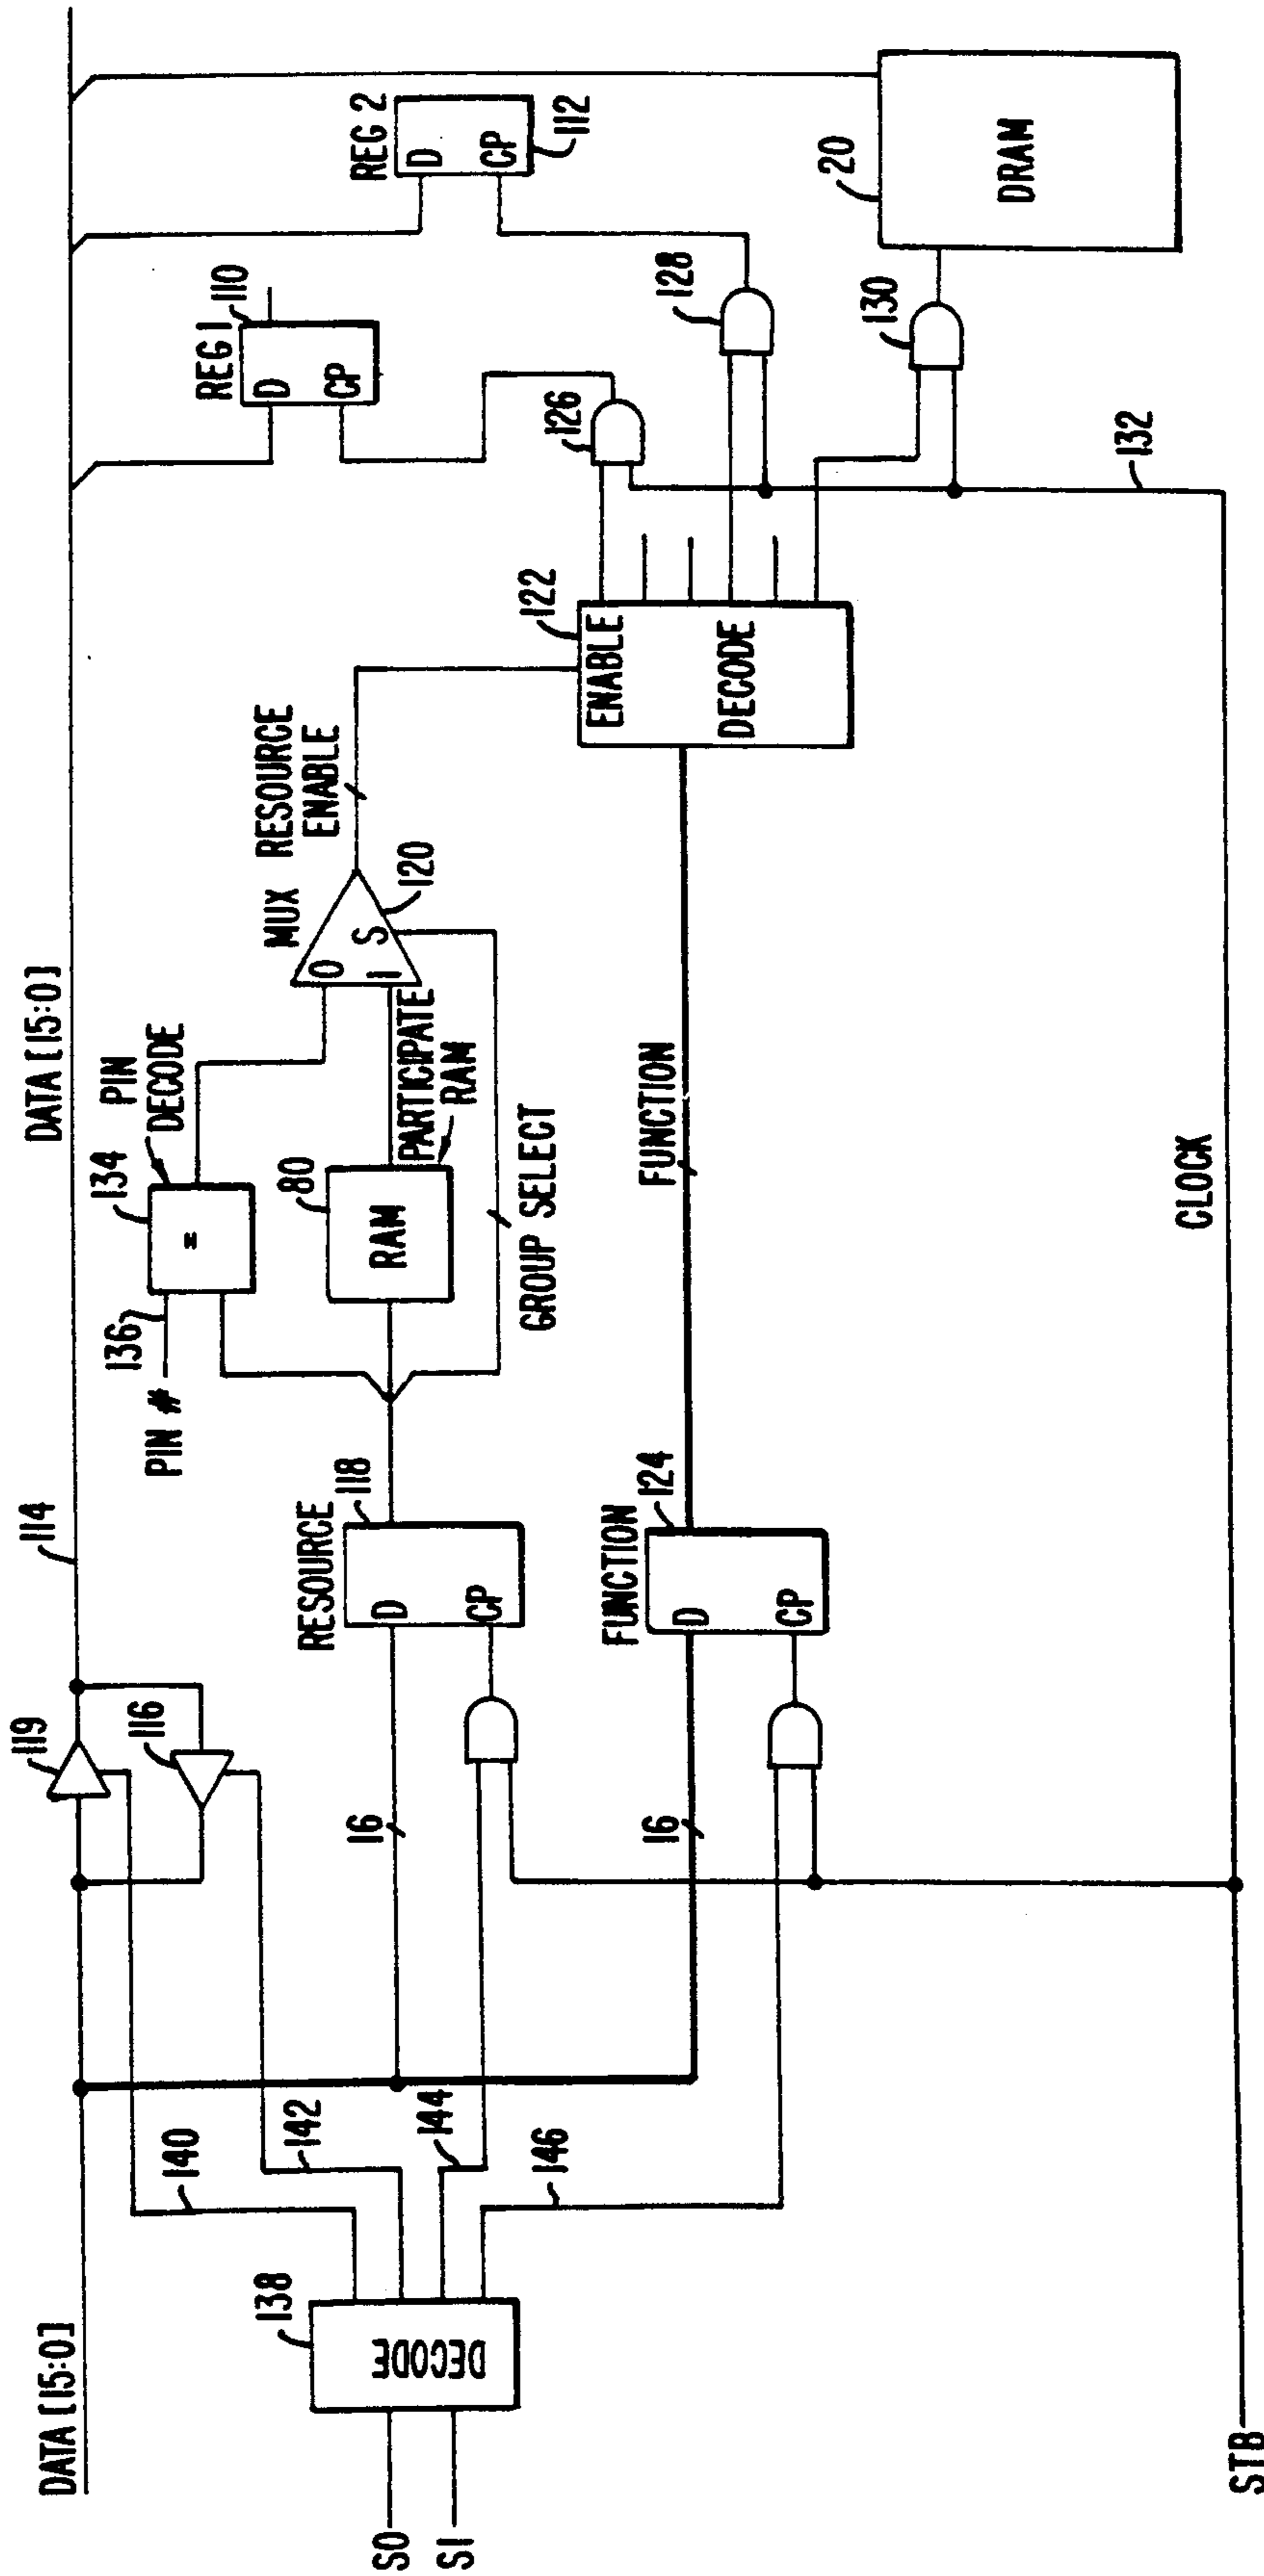 DATA [15:0]
DATA [15:0]
114
119
116
140
142
144
146
138
DECODE
S0
S1
16
16
RESOURCE
118
D
CP
FUNCTION
124
D
CP
PIN #
136
134
=
PIN
DECODE
80
RAM
PARTICIPATE
RAM
GROUP SELECT
MUX
0
1
S
120
RESOURCE
ENABLE
FUNCTION
122
ENABLE
DECODE
REG 1
110
D
CP
REG 2
D
CP
112
126
128
130
20
DRAM
132
CLOCK
STB